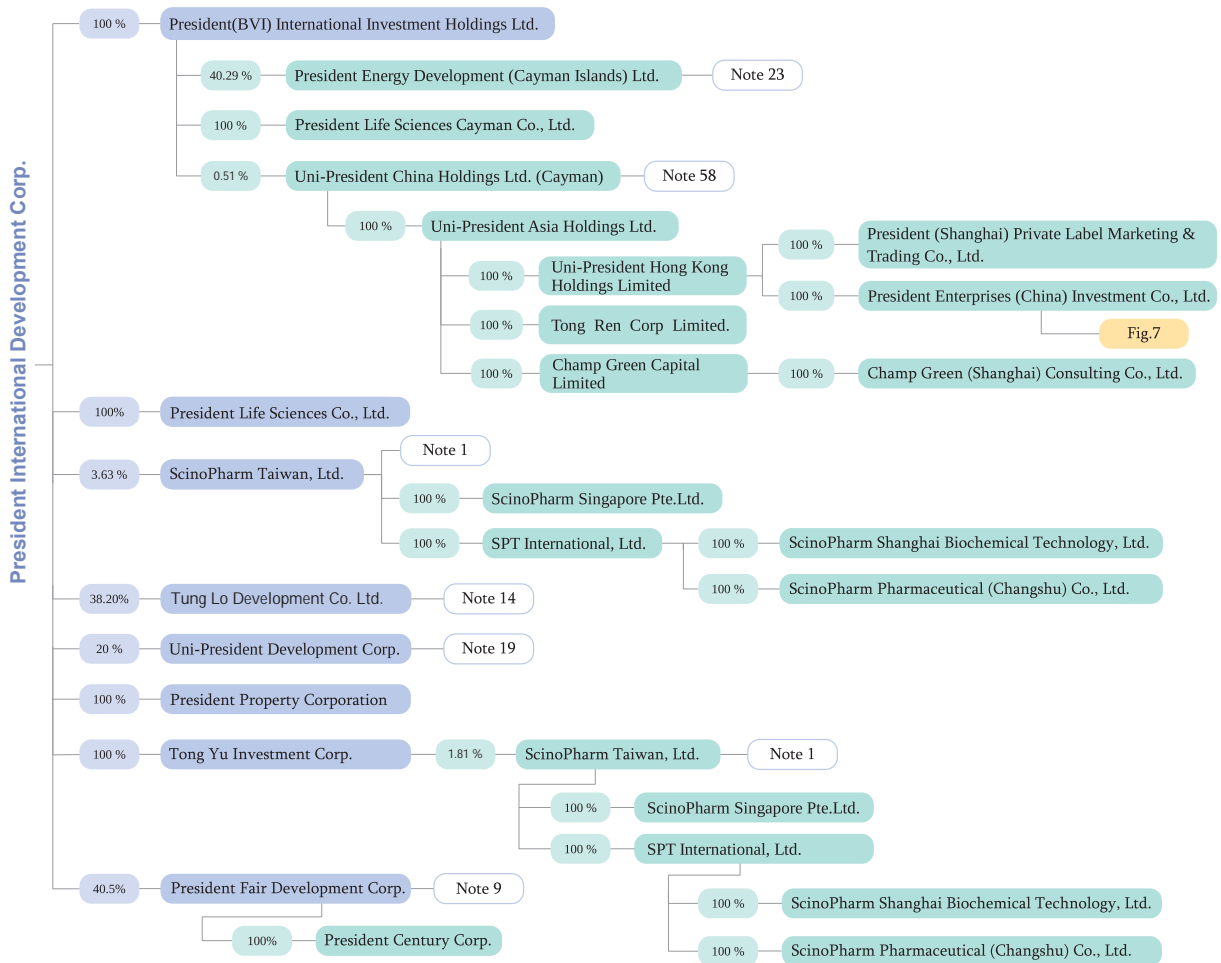 President International Development Corp.
100 %
President(BVI) International Investment Holdings Ltd.
40.29 %
President Energy Development (Cayman Islands) Ltd.
Note 23
100 %
President Life Sciences Cayman Co., Ltd.
0.51 %
Uni-President China Holdings Ltd. (Cayman)
Note 58
100 %
Uni-President Asia Holdings Ltd.
100 %
Uni-President Hong Kong
Holdings Limited
100 %
President (Shanghai) Private Label Marketing &
Trading Co., Ltd.
100 %
President Enterprises (China) Investment Co., Ltd.
Fig.7
100 %
Tong Ren Corp Limited.
100 %
Champ Green Capital
Limited
100 %
Champ Green (Shanghai) Consulting Co., Ltd.
100%
President Life Sciences Co., Ltd.
3.63 %
ScinoPharm Taiwan, Ltd.
Note 1
100 %
ScinoPharm Singapore Pte.Ltd.
100 %
SPT International, Ltd.
100 %
ScinoPharm Shanghai Biochemical Technology, Ltd.
100 %
ScinoPharm Pharmaceutical (Changshu) Co., Ltd.
38.20%
Tung Lo Development Co. Ltd.
Note 14
20 %
Uni-President Development Corp.
Note 19
100 %
President Property Corporation
100 %
Tong Yu Investment Corp.
1.81 %
ScinoPharm Taiwan, Ltd.
Note 1
100 %
ScinoPharm Singapore Pte.Ltd.
100 %
SPT International, Ltd.
100 %
ScinoPharm Shanghai Biochemical Technology, Ltd.
100 %
ScinoPharm Pharmaceutical (Changshu) Co., Ltd.
40.5%
President Fair Development Corp.
Note 9
100%
President Century Corp.